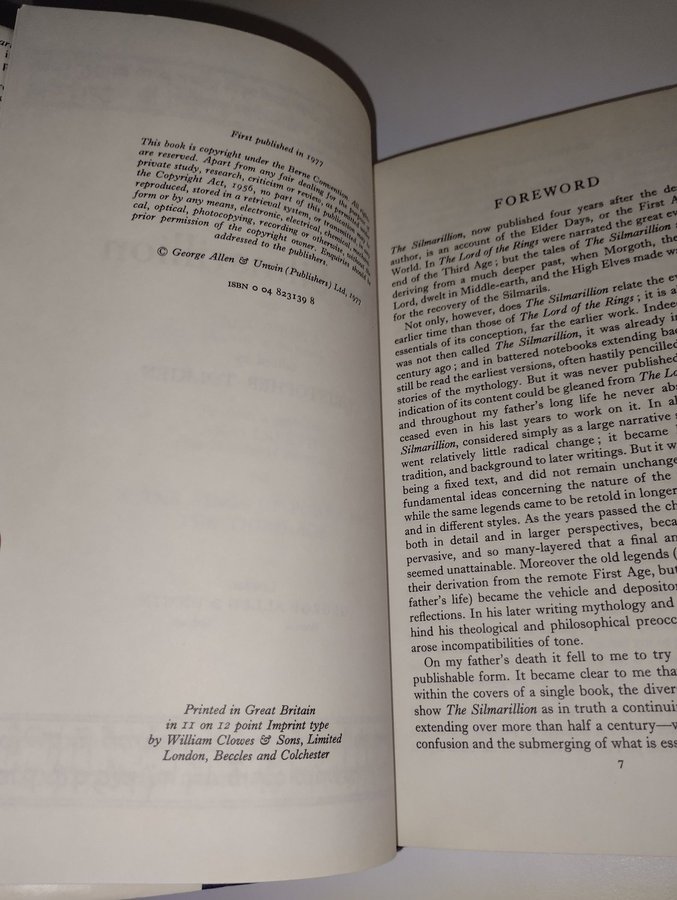 First published in 1977
This book is copyright under the Berne Convention. All rights
are reserved. Apart from any fair dealing for the purpose of
private study, research, criticism or review, as permitted under
the Copyright Act, 1956, no part of this publication may be
reproduced, stored in a retrieval system, or transmitted, in any
form or by any means, electronic, electrical, chemical, mechani-
cal, optical, photocopying, recording or otherwise, without the
prior permission of the copyright owner. Enquiries should be
addressed to the publishers.
© George Allen & Unwin (Publishers) Ltd, 1977
ISBN 0 04 823139 8
Printed in Great Britain
in 11 on 12 point Imprint type
by William Clowes & Sons, Limited
London, Beccles and Colchester
FOREWORD
The Silmarillion, now published four years after the de
author, is an account of the Elder Days, or the First A
World. In The Lord of the Rings were narrated the great ev
end of the Third Age; but the tales of The Silmarillion
deriving from a much deeper past, when Morgoth, the
Lord, dwelt in Middle-earth, and the High Elves made w
for the recovery of the Silmarils.
Not only, however, does The Silmarillion relate the ev
earlier time than those of The Lord of the Rings; it is a
essentials of its conception, far the earlier work. Indee
was not then called The Silmarillion, it was already i
century ago; and in battered notebooks extending bac
still be read the earliest versions, often hastily pencilled
stories of the mythology. But it was never published
indication of its content could be gleaned from The Lo
and throughout my father's long life he never ab
ceased even in his last years to work on it. In al
Silmarillion, considered simply as a large narrative
went relatively little radical change; it became
tradition, and background to later writings. But it w
being a fixed text, and did not remain unchange
fundamental ideas concerning the nature of the
while the same legends came to be retold in longer
and in different styles. As the years passed the ch
both in detail and in larger perspectives, beca
pervasive, and so many-layered that a final an
seemed unattainable. Moreover the old legends (
their derivation from the remote First Age, but
father's life) became the vehicle and depositor
reflections. In his later writing mythology and
hind his theological and philosophical preocc
arose incompatibilities of tone.
On my father's death it fell to me to try
publishable form. It became clear to me tha
within the covers of a single book, the diver
show The Silmarillion as in truth a continui
extending over more than half a century—w
confusion and the submerging of what is ess
7